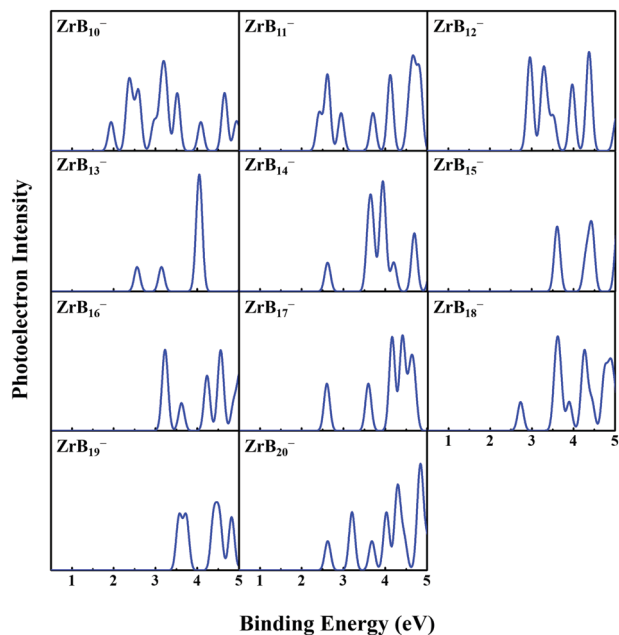 ZrB₁₀⁻ ZrB₁₁⁻ ZrB₁₂⁻
ZrB₁₃⁻ ZrB₁₄⁻ ZrB₁₅⁻
ZrB₁₆⁻ ZrB₁₇⁻ ZrB₁₈⁻
1 2 3 4 5
ZrB₁₉⁻ ZrB₂₀⁻
1 2 3 4 5 1 2 3 4 5
Photoelectron Intensity
Binding Energy (eV)